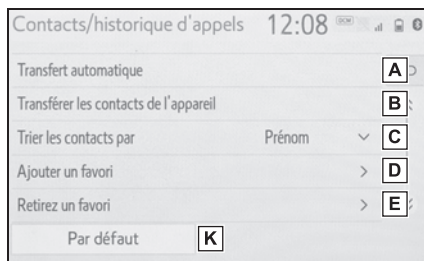 Contacts/historique d'appels 12:08 DCM
Transfert automatique A
Transférer les contacts de l'appareil B
Trier les contacts par Prénom C
Ajouter un favori D
Retirez un favori E
Par défaut K